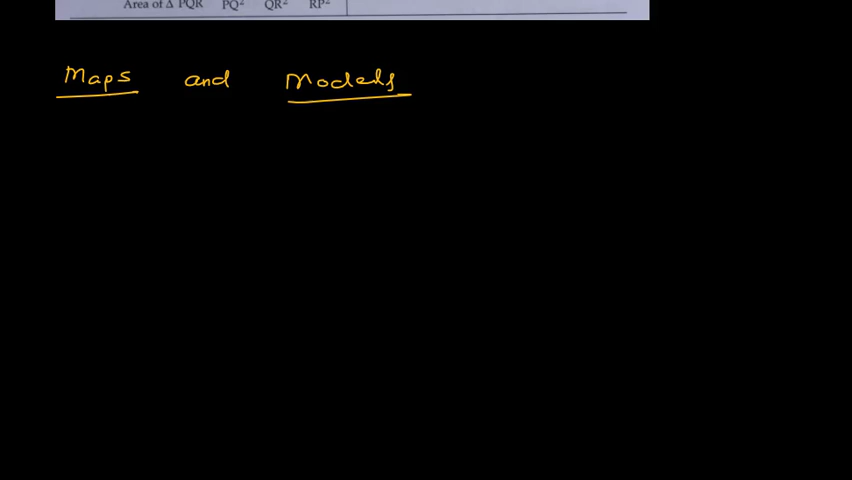 Area of Δ PQR PQ² QR² RP²
Maps and Models